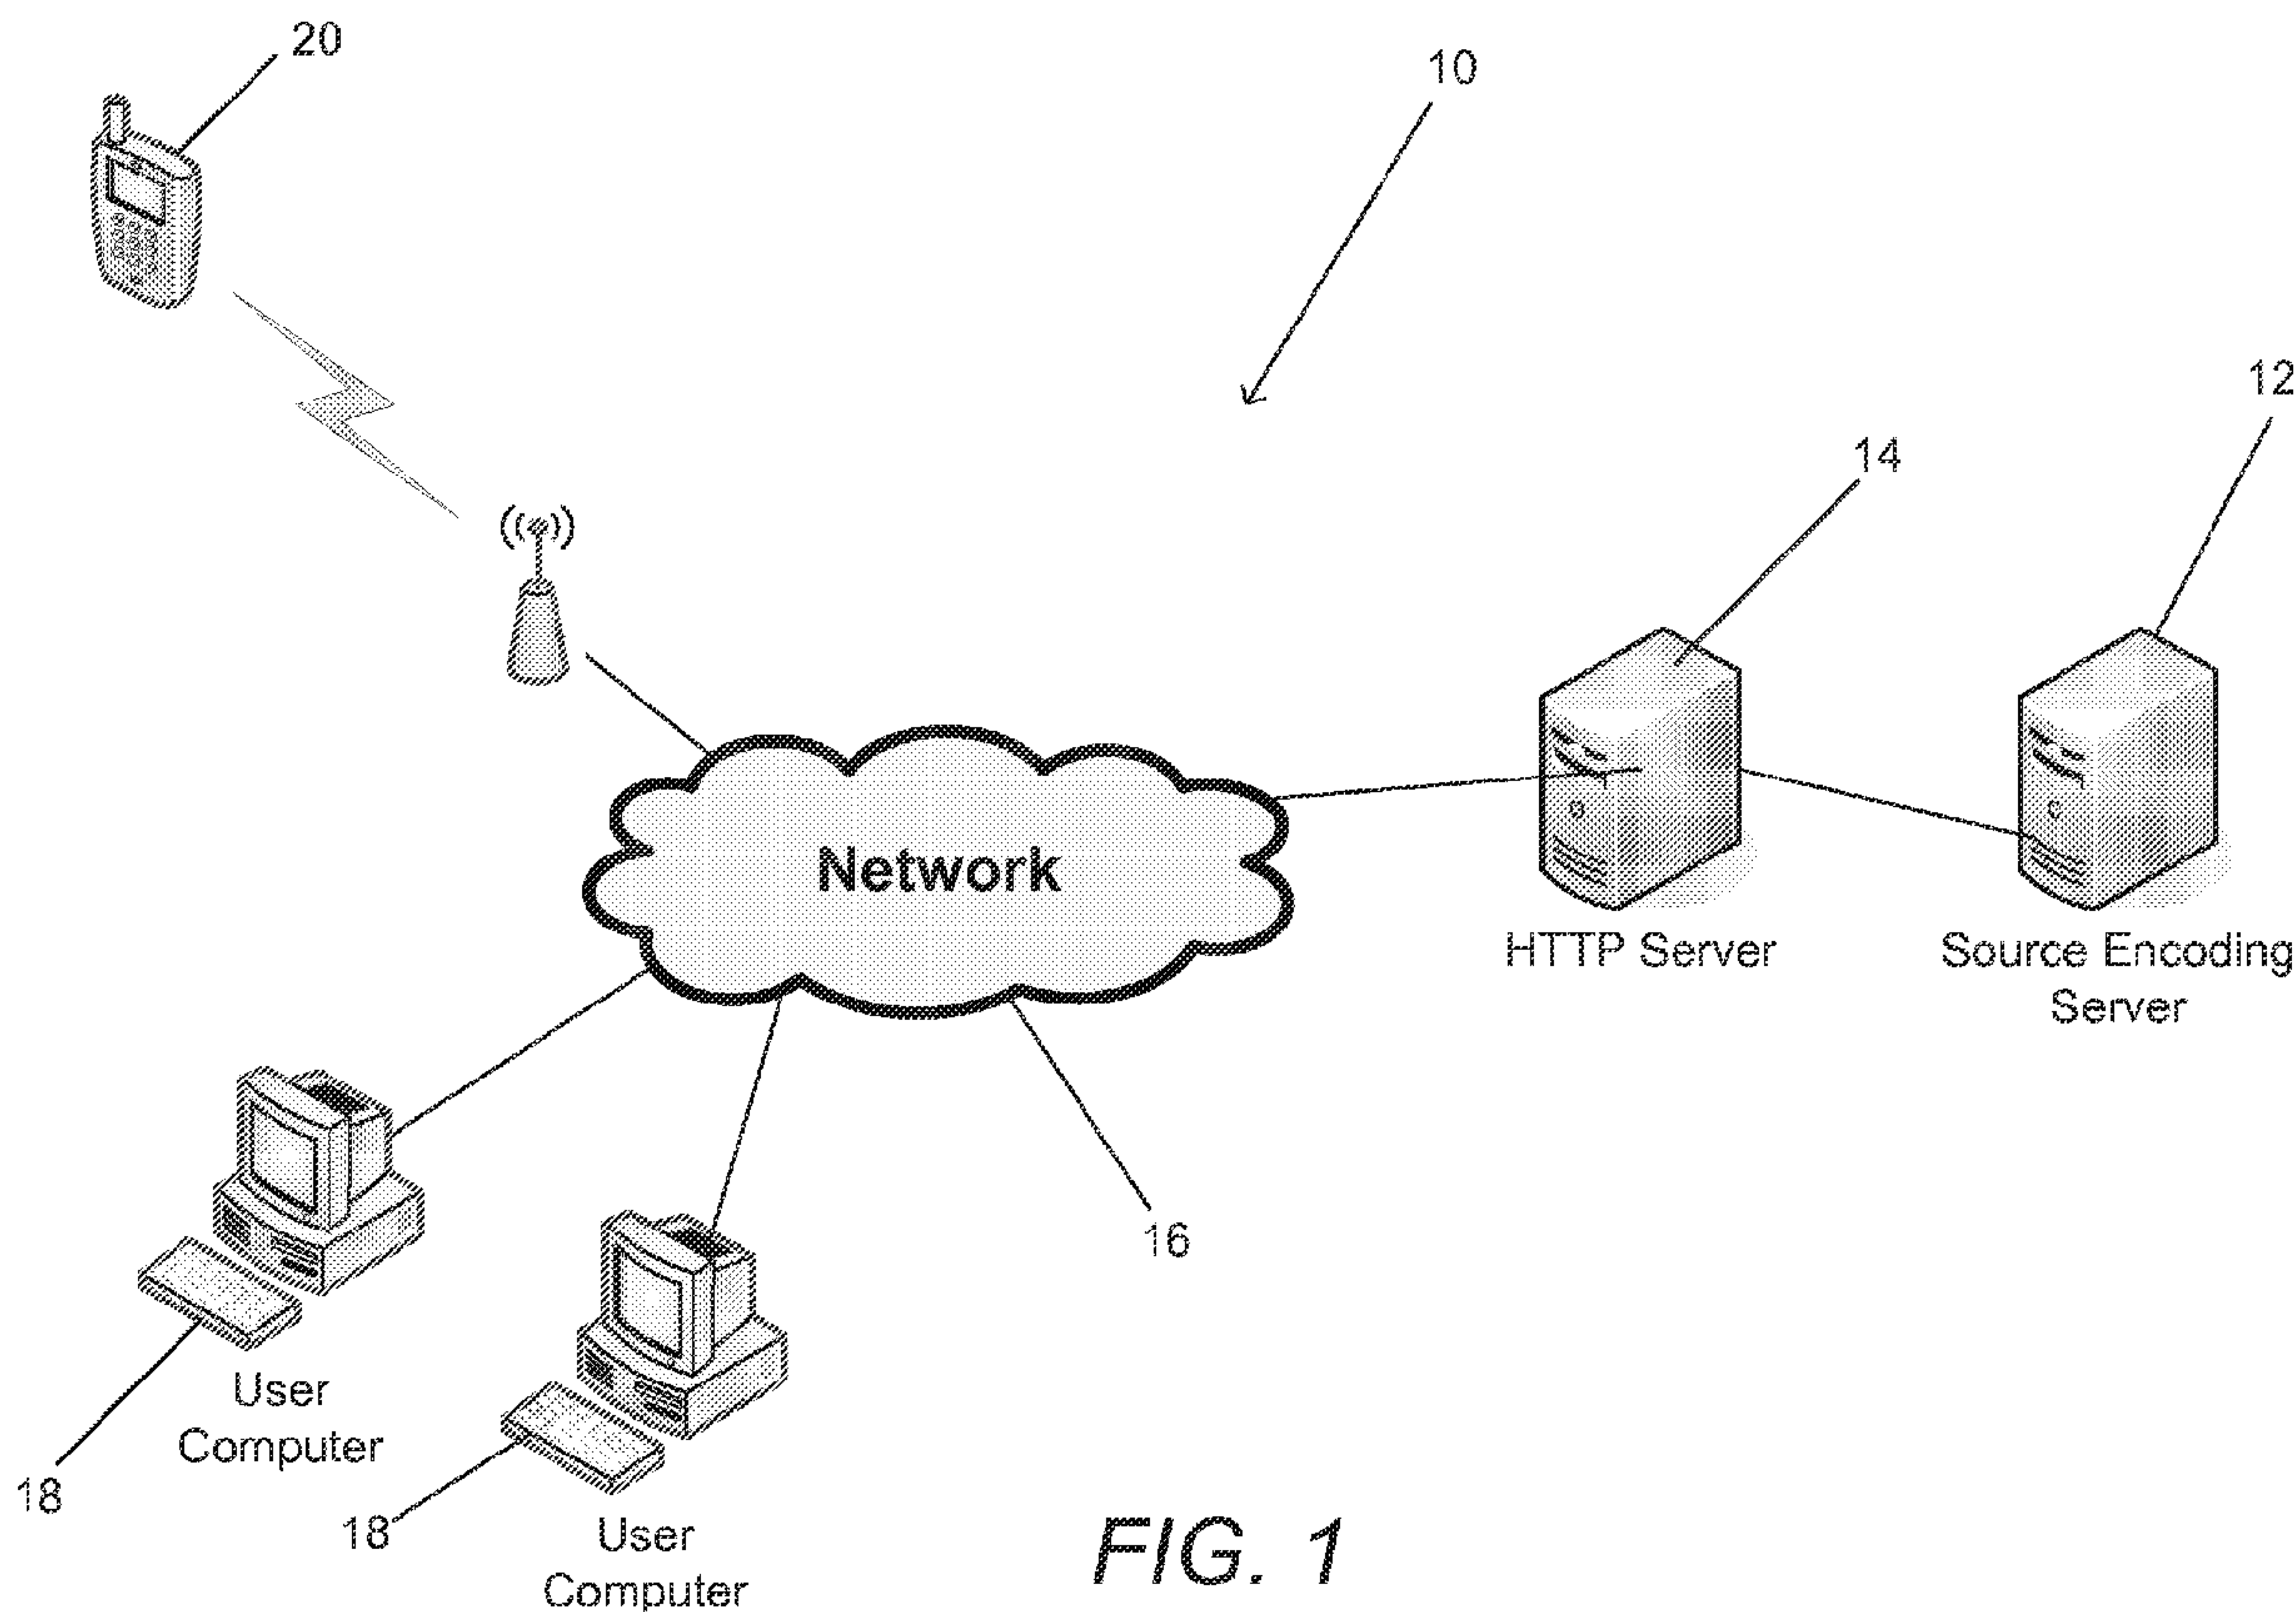 20
10
12
14
Network
HTTP Server
Source Encoding
Server
16
User
Computer
18
18
User
Computer
FIG. 1